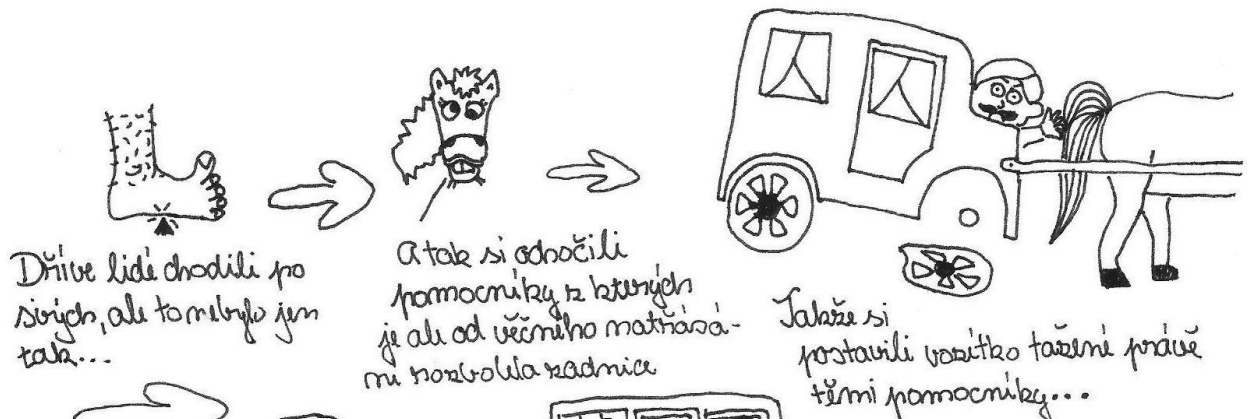 Dříve lidé chodili po
svých, ale to nebylo jen
tak...
A tak si odročili
pomocníky z kterých
je ale od věčného natřásá-
ní rozbolela zadnice
Takže si
postavili vozítko tažené právě
těmi pomocníky...